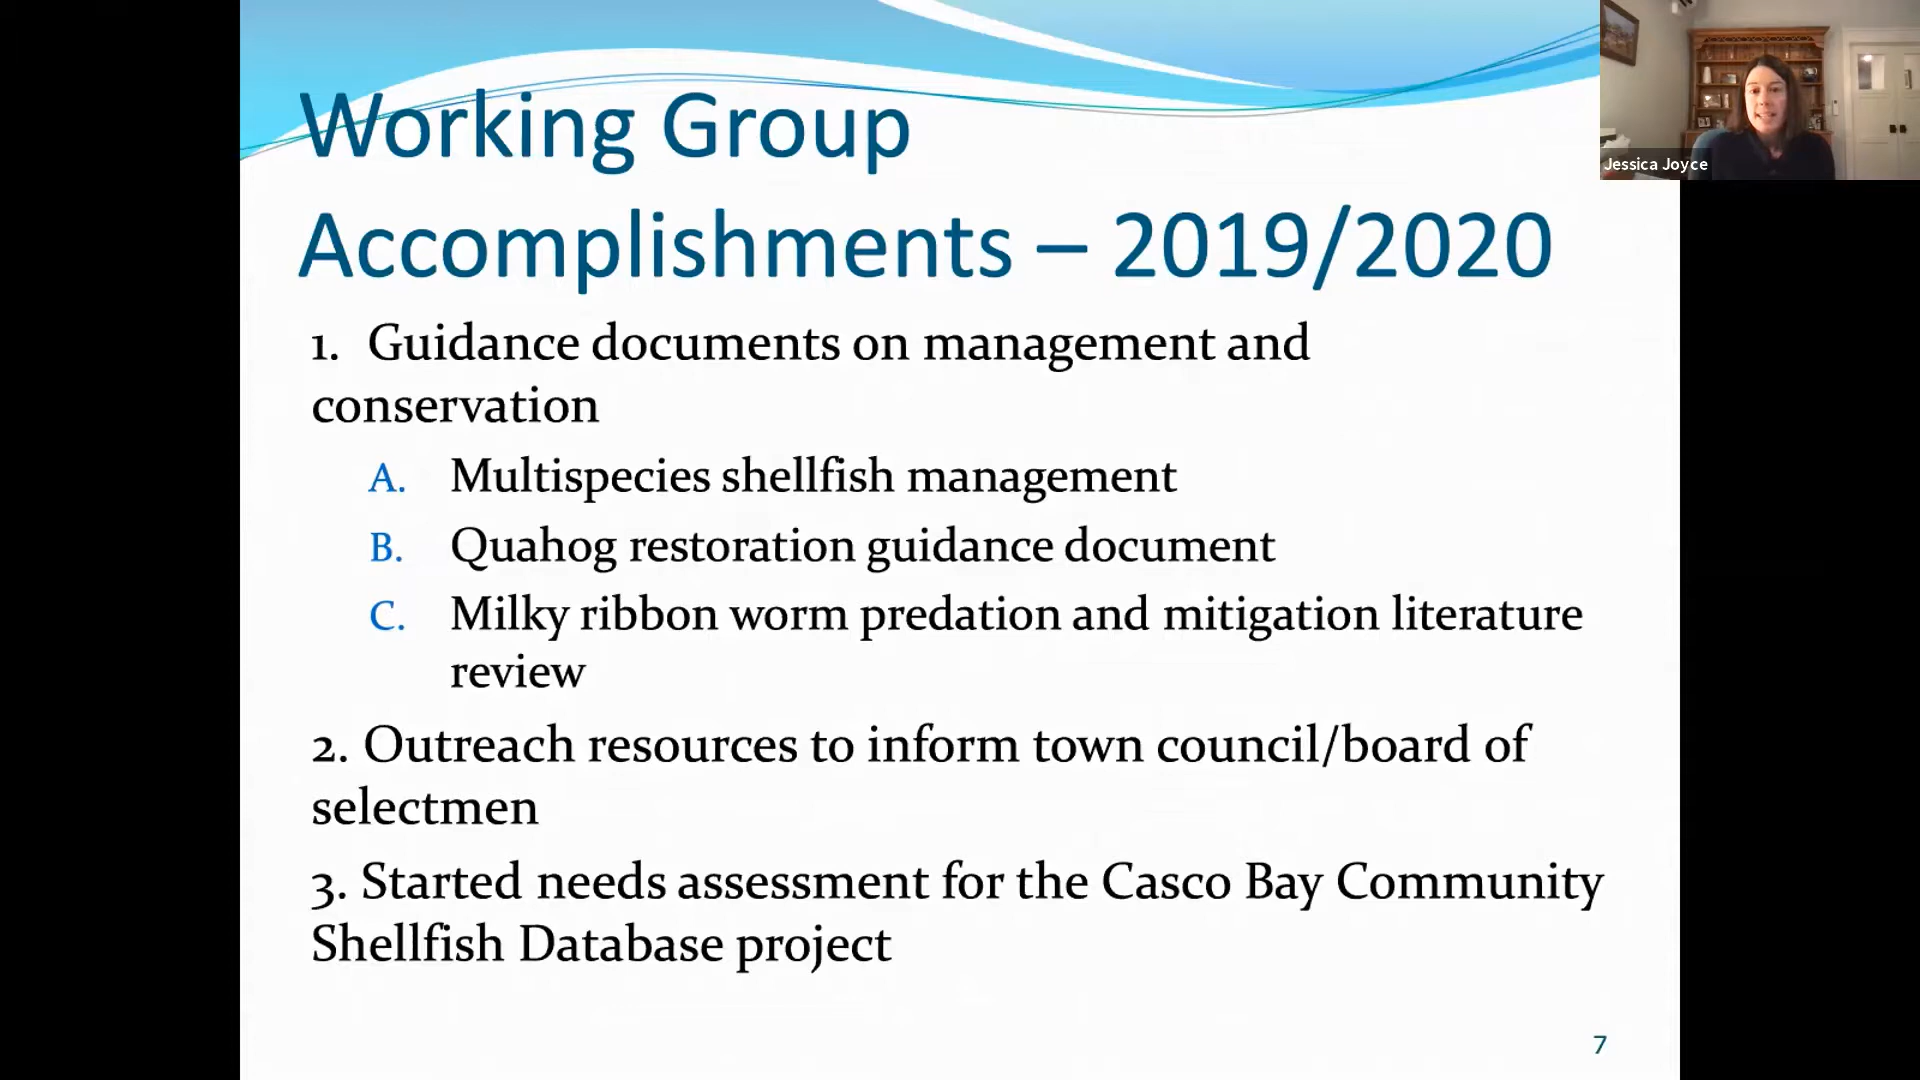 Working Group
Accomplishments – 2019/2020
Jessica Joyce
1. Guidance documents on management and
conservation
A. Multispecies shellfish management
B. Quahog restoration guidance document
C. Milky ribbon worm predation and mitigation literature
review
2. Outreach resources to inform town council/board of
selectmen
3. Started needs assessment for the Casco Bay Community
Shellfish Database project
7